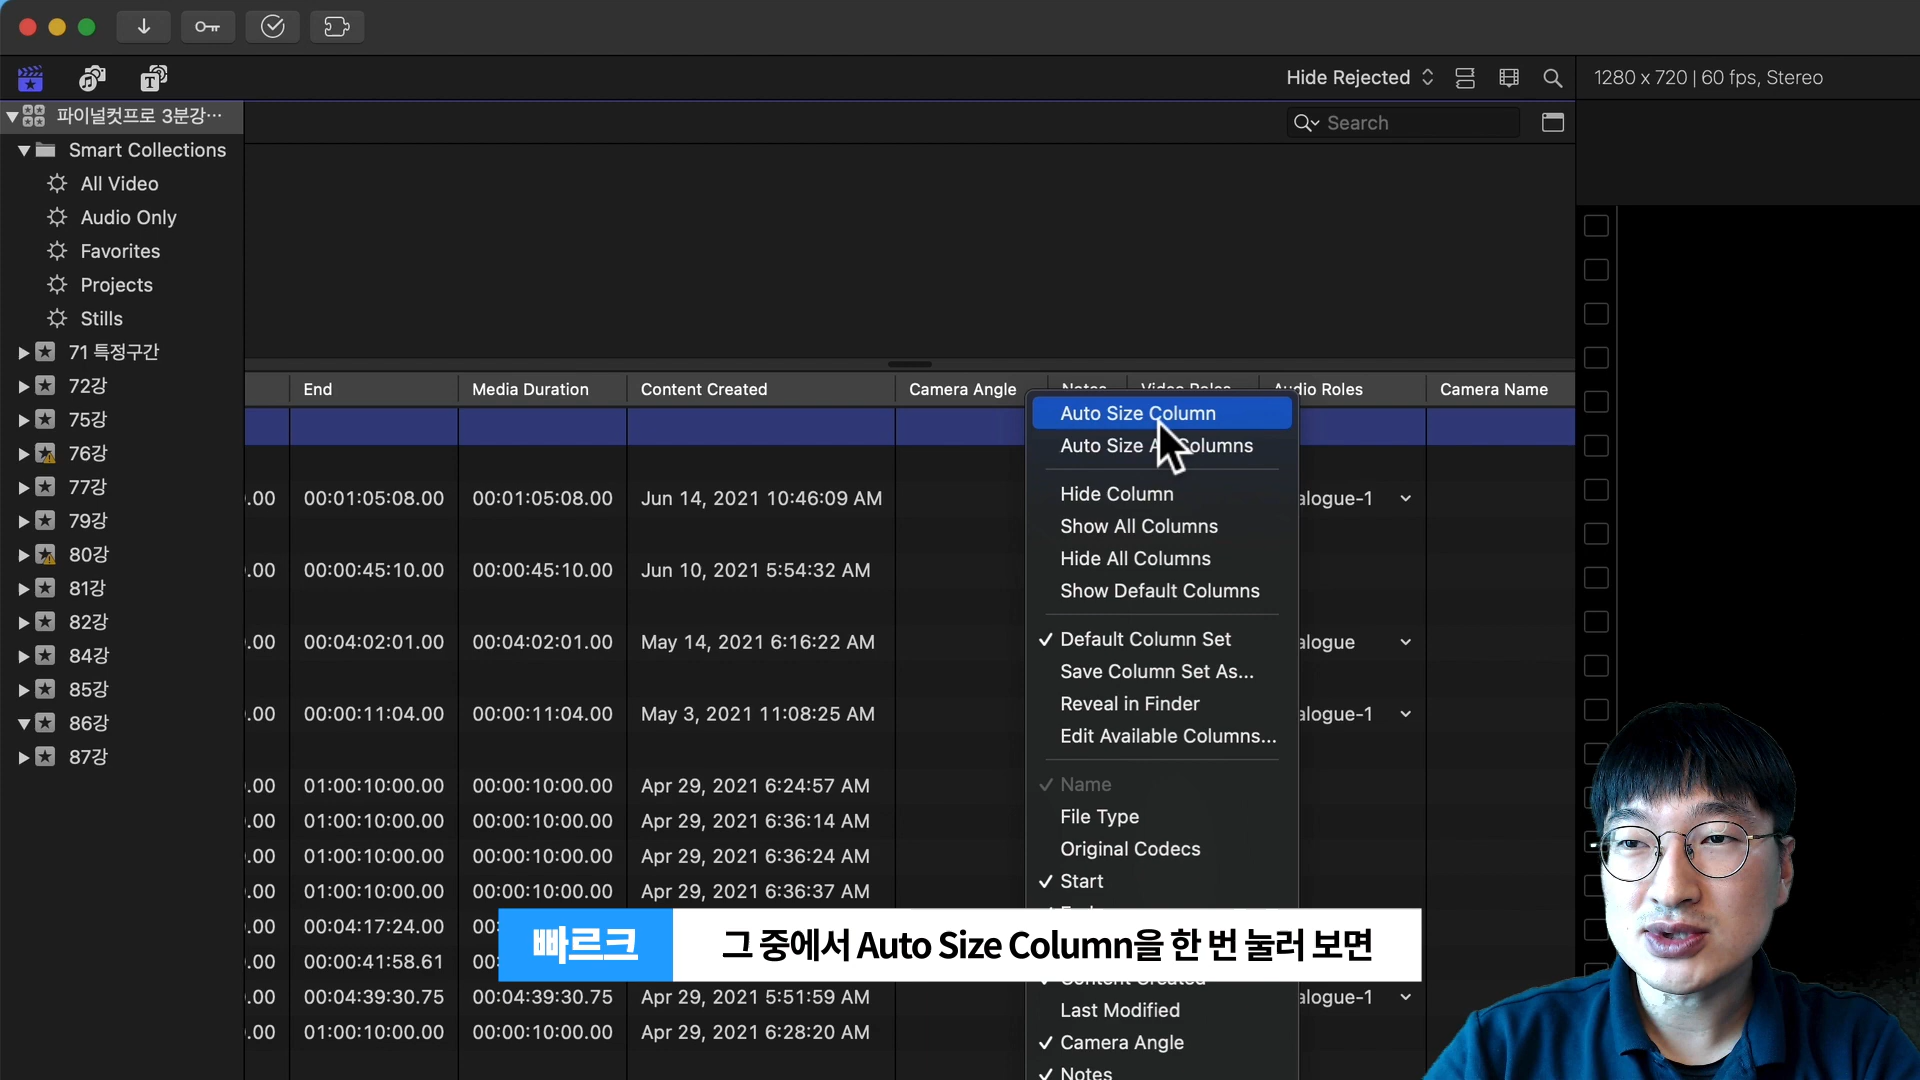 Hide Rejected
1280 x 720 | 60 fps, Stereo
파이널컷프로 3분강…
Search
Smart Collections
All Video
Audio Only
Favorites
Projects
Stills
71 특정구간
72강
75강
76강
77강
79강
80강
81강
82강
84강
85강
86강
87강
End Media Duration Content Created Camera Angle Notes Video Roles Audio Roles Camera Name
.00 00:01:05:08.00 00:01:05:08.00 Jun 14, 2021 10:46:09 AM alogue-1
.00 00:00:45:10.00 00:00:45:10.00 Jun 10, 2021 5:54:32 AM
.00 00:04:02:01.00 00:04:02:01.00 May 14, 2021 6:16:22 AM alogue
.00 00:00:11:04.00 00:00:11:04.00 May 3, 2021 11:08:25 AM alogue-1
.00 01:00:10:00.00 00:00:10:00.00 Apr 29, 2021 6:24:57 AM
.00 01:00:10:00.00 00:00:10:00.00 Apr 29, 2021 6:36:14 AM
.00 01:00:10:00.00 00:00:10:00.00 Apr 29, 2021 6:36:24 AM
.00 01:00:10:00.00 00:00:10:00.00 Apr 29, 2021 6:36:37 AM
.00 00:04:17:24.00 00:
.00 00:00:41:58.61 00:
.00 00:04:39:30.75 00:04:39:30.75 Apr 29, 2021 5:51:59 AM alogue-1
.00 01:00:10:00.00 00:00:10:00.00 Apr 29, 2021 6:28:20 AM
Auto Size Column
Auto Size A Columns
Hide Column
Show All Columns
Hide All Columns
Show Default Columns
Default Column Set
Save Column Set As...
Reveal in Finder
Edit Available Columns...
Name
File Type
Original Codecs
Start
Content Created
Last Modified
Camera Angle
Notes
빠르크
그 중에서 Auto Size Column을 한 번 눌러 보면